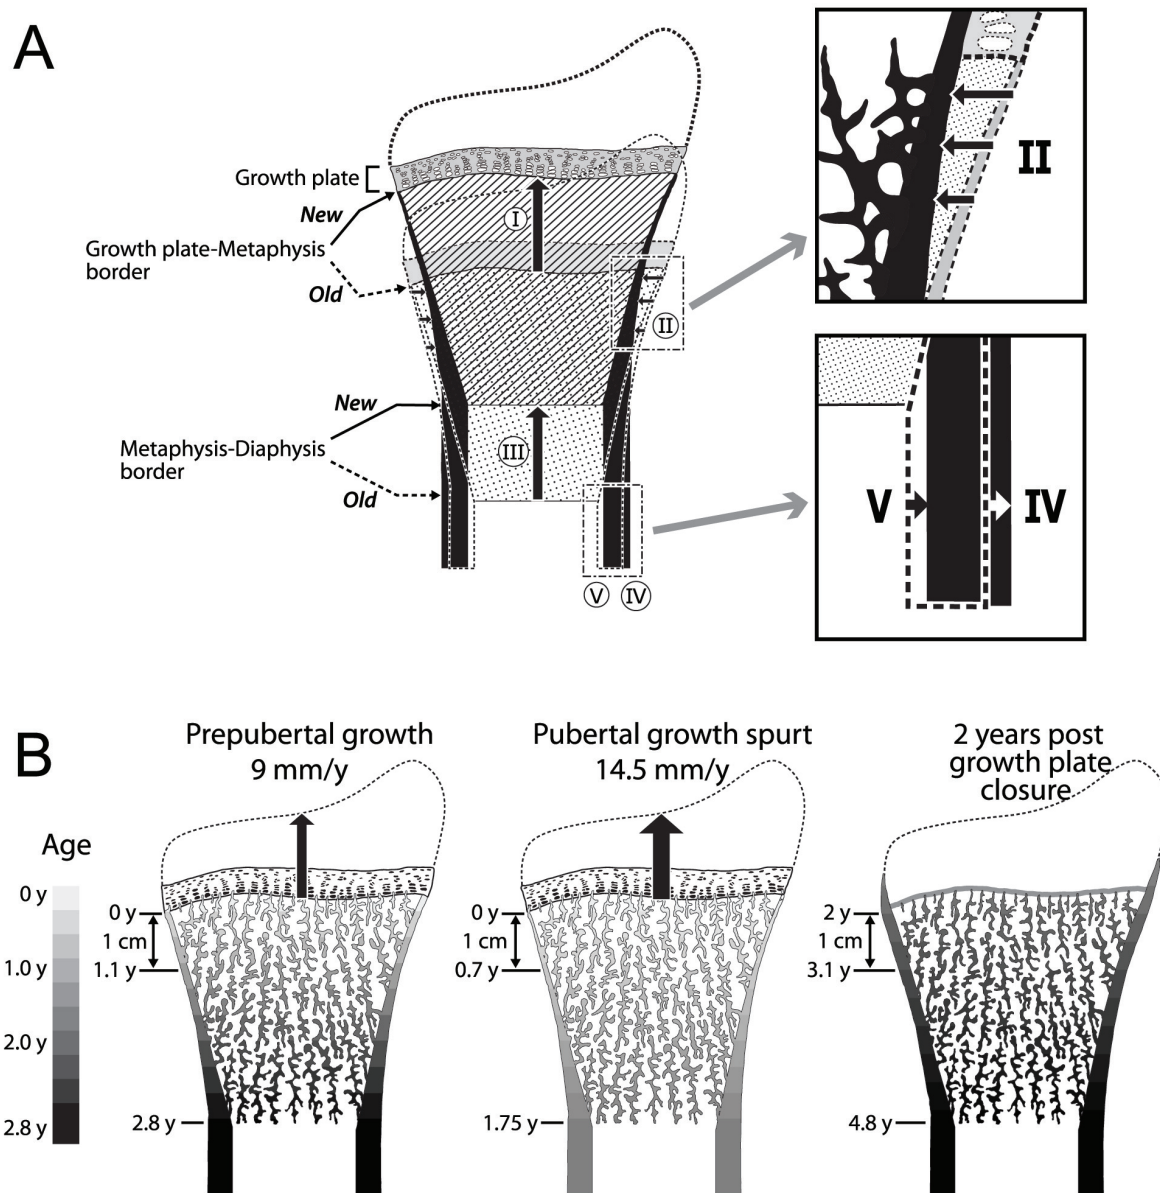 A
Growth plate
New
Growth plate-Metaphysis
border
Old
New
Metaphysis-Diaphysis
border
Old
I
II
III
V
IV
II
V
IV
B
Prepubertal growth
9 mm/y
Pubertal growth spurt
14.5 mm/y
2 years post
growth plate
closure
Age
0 y
1.0 y
2.0 y
2.8 y
0 y
1 cm
1.1 y
2.8 y
0 y
1 cm
0.7 y
1.75 y
2 y
1 cm
3.1 y
4.8 y